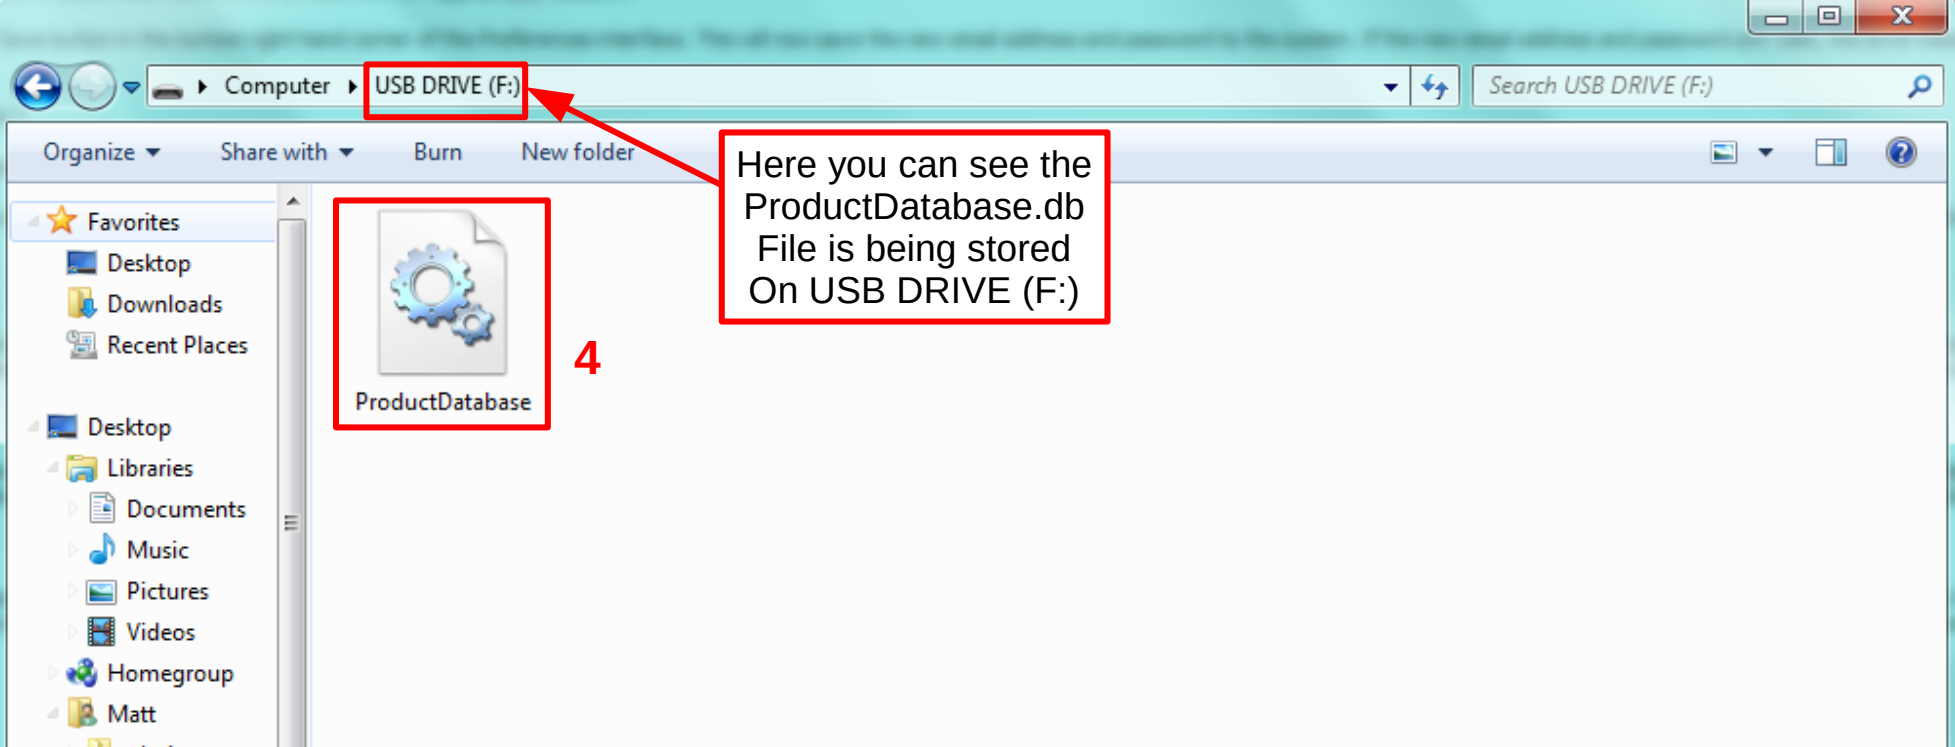 Computer
USB DRIVE (F:)
Search USB DRIVE (F:)
Organize
Share with
Burn
New folder
Here you can see the
ProductDatabase.db
File is being stored
On USB DRIVE (F:)
Favorites
Desktop
Downloads
Recent Places
Desktop
Libraries
Documents
Music
Pictures
Videos
Homegroup
Matt
ProductDatabase
4